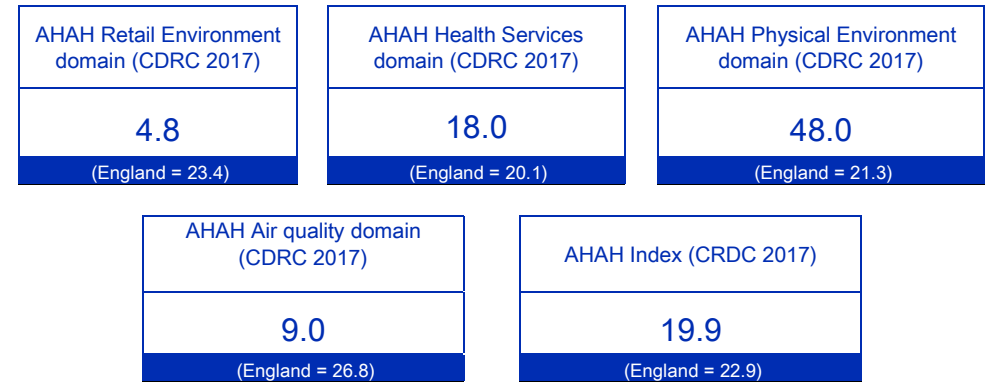 AHAH Retail Environment
domain (CDRC 2017)
4.8
(England = 23.4)
AHAH Health Services
domain (CDRC 2017)
18.0
(England = 20.1)
AHAH Physical Environment
domain (CDRC 2017)
48.0
(England = 21.3)
AHAH Air quality domain
(CDRC 2017)
9.0
(England = 26.8)
AHAH Index (CRDC 2017)
19.9
(England = 22.9)